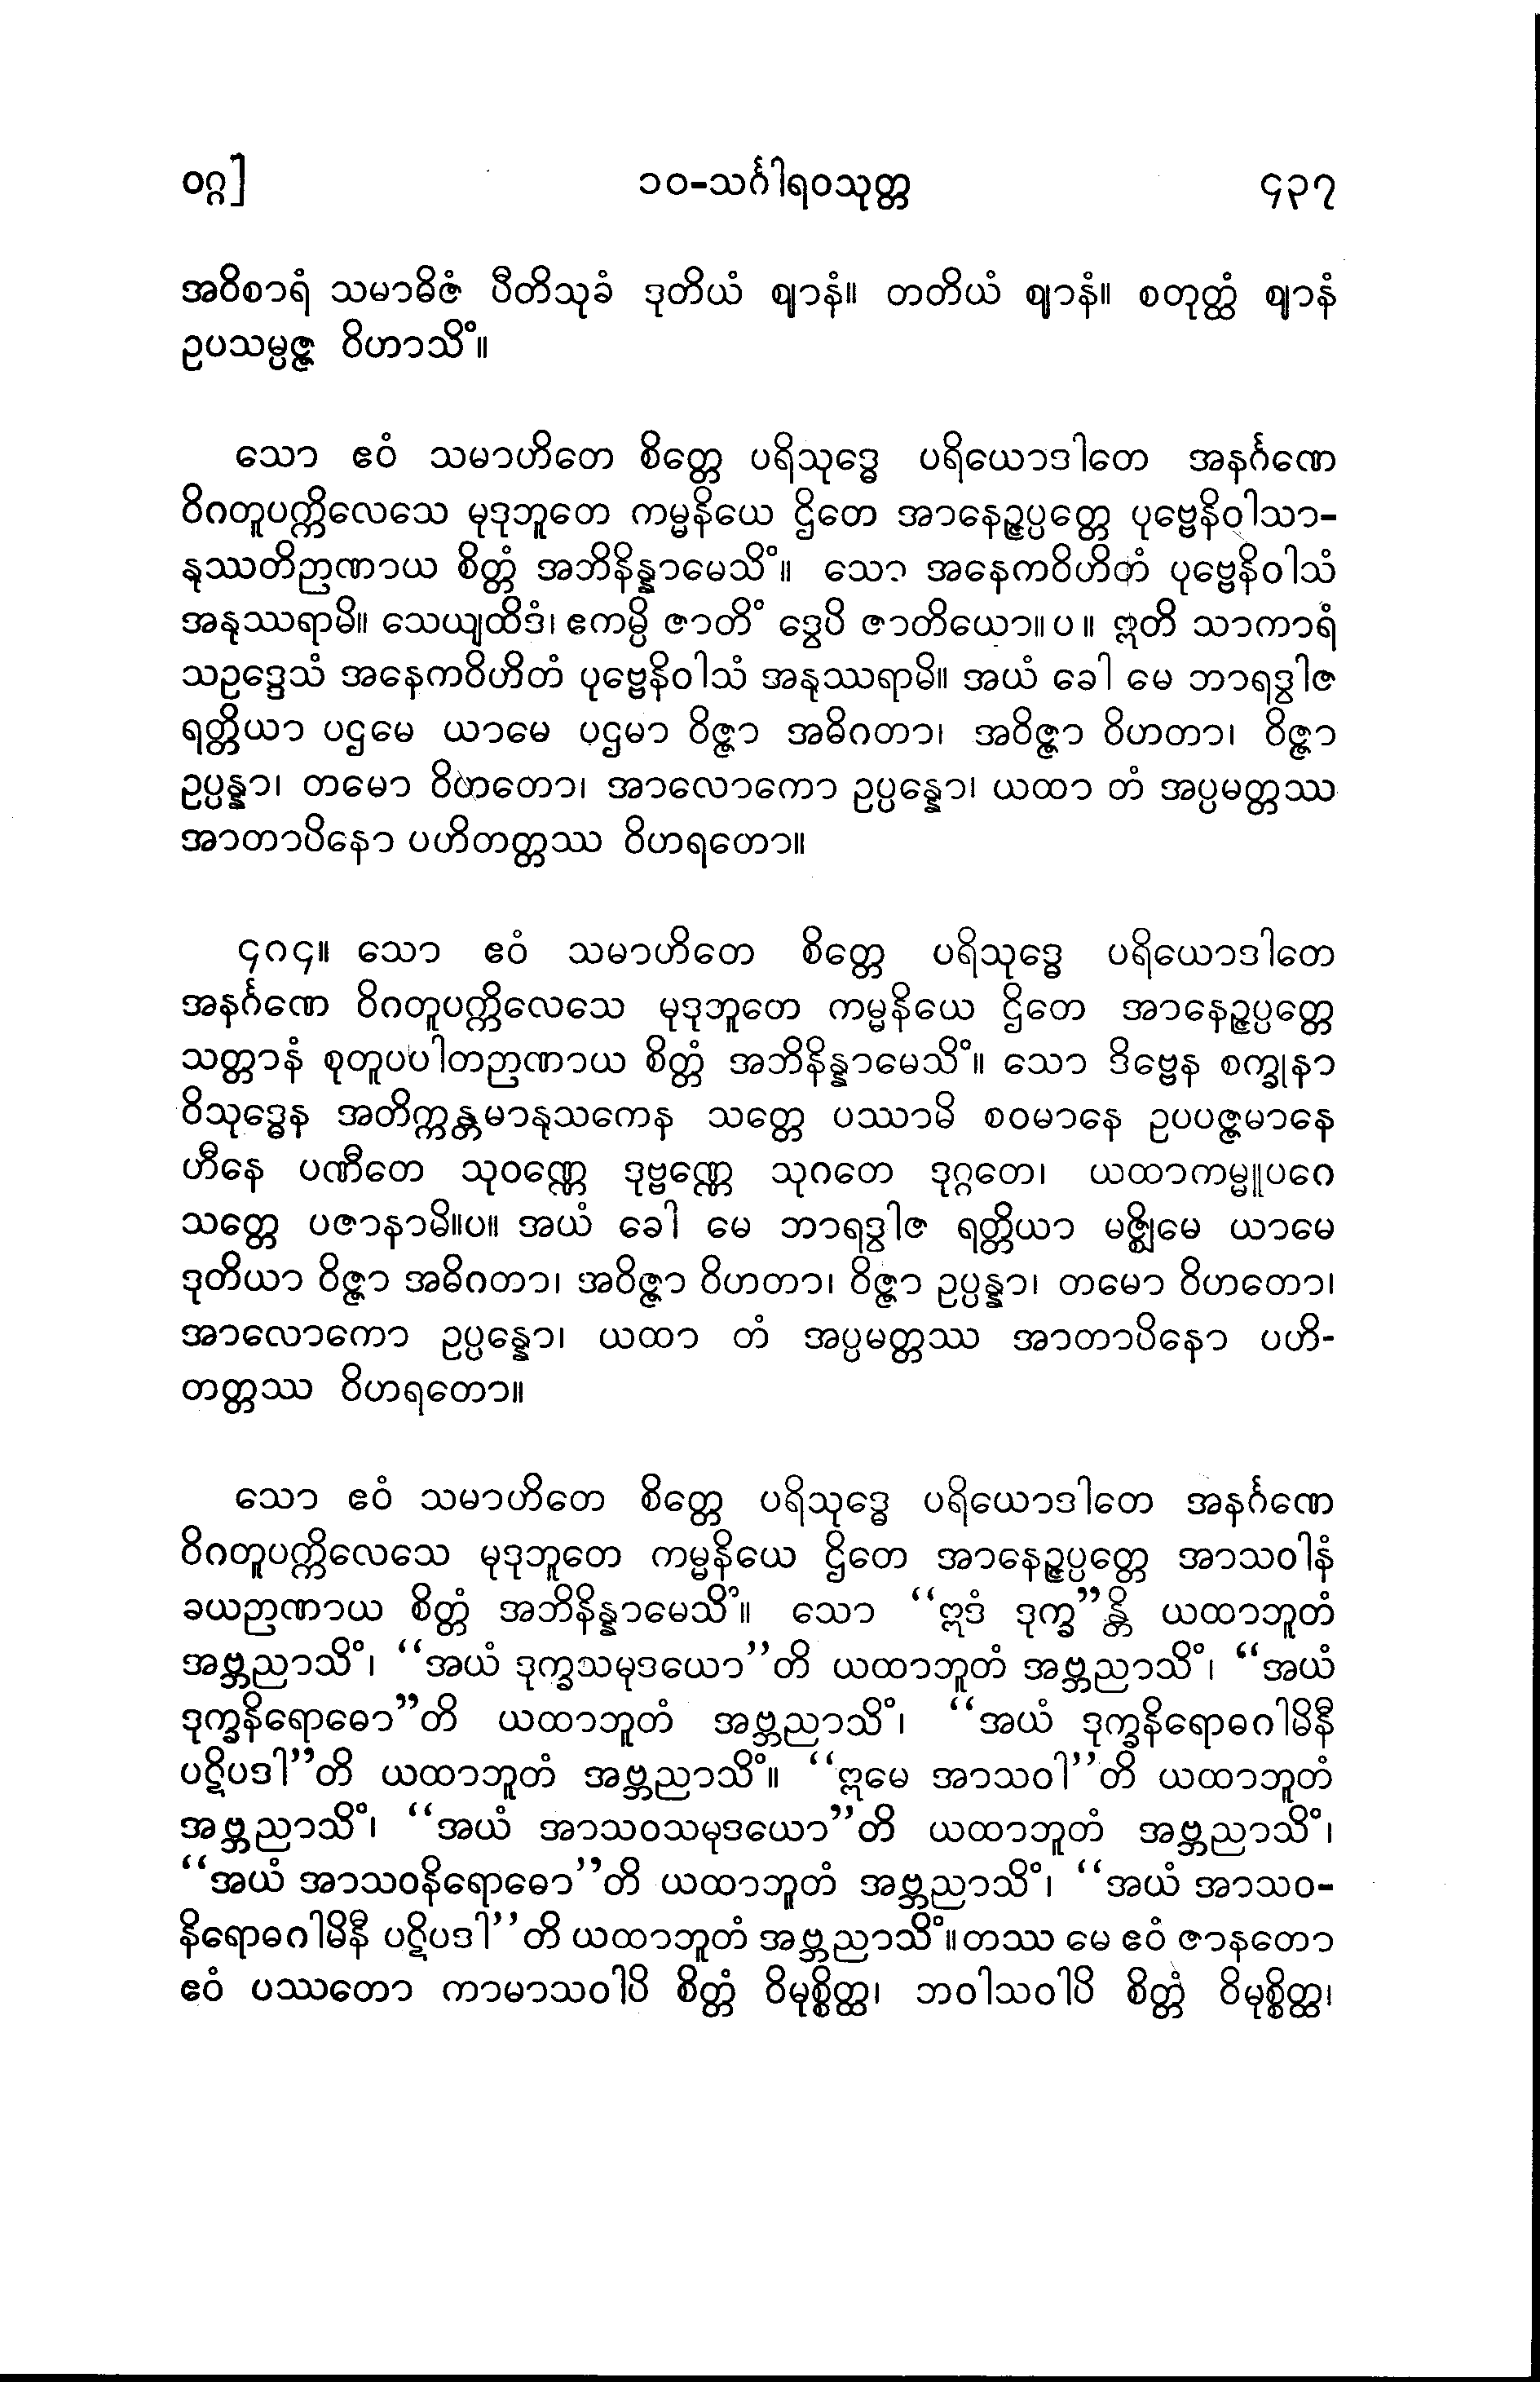 ဝဂ္ဂ]
၁၀-သင်္ဂါရဝသုတ္တ
၄၃၇
အဝိစာရံ သမာဓိဇံ ပီတိသုခံ ဒုတိယံ ဈာနံ။ တတိယံ ဈာနံ။ စတုတ္ထံ ဈာနံ
ဥပသမ္ပဇ္ဇ ဝိဟာသိံ။
သော ဧဝံ သမာဟိတေ စိတ္တေ ပရိသုဒ္ဓေ ပရိယောဒါတေ အနင်္ဂဏေ
ဝိဂတူပက္ကိလေသေ မုဒုဘူတေ ကမ္မနိယေ ဌိတေ အာနေဉ္ဇပ္ပတ္တေ ပုဗ္ဗေနိဝါသာ-
နုဿတိဉာဏာယ စိတ္တံ အဘိနိန္နာမေသိံ။ သော အနေကဝိဟိတံ ပုဗ္ဗေနိဝါသံ
အနုဿရာမိ။ သေယျထိဒံ၊ ဧကမ္ပိ ဇာတိံ ဒွေပိ ဇာတိယော။ ပ ။ ဣတိ သာကာရံ
သဥဒ္ဒေသံ အနေကဝိဟိတံ ပုဗ္ဗေနိဝါသံ အနုဿရာမိ။ အယံ ခေါ မေ ဘာရဒွါဇ
ရတ္တိယာ ပဌမေ ယာမေ ပဌမာ ဝိဇ္ဇာ အဓိဂတာ၊ အဝိဇ္ဇာ ဝိဟတာ၊ ဝိဇ္ဇာ
ဥပ္ပန္နာ၊ တမော ဝိဟတော၊ အာလောကော ဥပ္ပန္နော၊ ယထာ တံ အပ္ပမတ္တဿ
အာတာပိနော ပဟိတတ္တဿ ဝိဟရတော။
၄၈၄။ သော ဧဝံ သမာဟိတေ စိတ္တေ ပရိသုဒ္ဓေ ပရိယောဒါတေ
အနင်္ဂဏေ ဝိဂတူပက္ကိလေသေ မုဒုဘူတေ ကမ္မနိယေ ဌိတေ အာနေဉ္ဇပ္ပတ္တေ
သတ္တာနံ စုတူပပါတဉာဏာယ စိတ္တံ အဘိနိန္နာမေသိံ။ သော ဒိဗ္ဗေန စက္ခုနာ
ဝိသုဒ္ဓေန အတိက္ကန္တမာနုသကေန သတ္တေ ပဿာမိ စဝမာနေ ဥပပဇ္ဇမာနေ
ဟီနေ ပဏီတေ သုဝဏ္ဏေ ဒုဗ္ဗဏ္ဏေ သုဂတေ ဒုဂ္ဂတေ၊ ယထာကမ္မူပဂေ
သတ္တေ ပဇာနာမိ။ပ။ အယံ ခေါ မေ ဘာရဒွါဇ ရတ္တိယာ မဇ္ဈိမေ ယာမေ
ဒုတိယာ ဝိဇ္ဇာ အဓိဂတာ၊ အဝိဇ္ဇာ ဝိဟတာ၊ ဝိဇ္ဇာ ဥပ္ပန္နာ၊ တမော ဝိဟတော၊
အာလောကော ဥပ္ပန္နော၊ ယထာ တံ အပ္ပမတ္တဿ အာတာပိနော ပဟိ-
တတ္တဿ ဝိဟရတော။
သော ဧဝံ သမာဟိတေ စိတ္တေ ပရိသုဒ္ဓေ ပရိယောဒါတေ အနင်္ဂဏေ
ဝိဂတူပက္ကိလေသေ မုဒုဘူတေ ကမ္မနိယေ ဌိတေ အာနေဉ္ဇပ္ပတ္တေ အာသဝါနံ
ခယဉာဏာယ စိတ္တံ အဘိနိန္နာမေသိံ။ သော “ဣဒံ ဒုက္ခ”န္တိ ယထာဘူတံ
အဗ္ဘညာသိံ၊ “အယံ ဒုက္ခသမုဒယော”တိ ယထာဘူတံ အဗ္ဘညာသိံ၊ “အယံ
ဒုက္ခနိရောဓော”တိ ယထာဘူတံ အဗ္ဘညာသိံ၊ “အယံ ဒုက္ခနိရောဓဂါမိနီ
ပဋိပဒါ”တိ ယထာဘူတံ အဗ္ဘညာသိံ။ “ဣမေ အာသဝါ”တိ ယထာဘူတံ
အဗ္ဘညာသိံ၊ “အယံ အာသဝသမုဒယော”တိ ယထာဘူတံ အဗ္ဘညာသိံ၊
“အယံ အာသဝနိရောဓော”တိ ယထာဘူတံ အဗ္ဘညာသိံ၊ “အယံ အာသဝ-
နိရောဓဂါမိနီ ပဋိပဒါ”တိ ယထာဘူတံ အဗ္ဘညာသိံ။ တဿ မေ ဧဝံ ဇာနတော
ဧဝံ ပဿတော ကာမာသဝါပိ စိတ္တံ ဝိမုစ္စိတ္ထ၊ ဘဝါသဝါပိ စိတ္တံ ဝိမုစ္စိတ္ထ၊